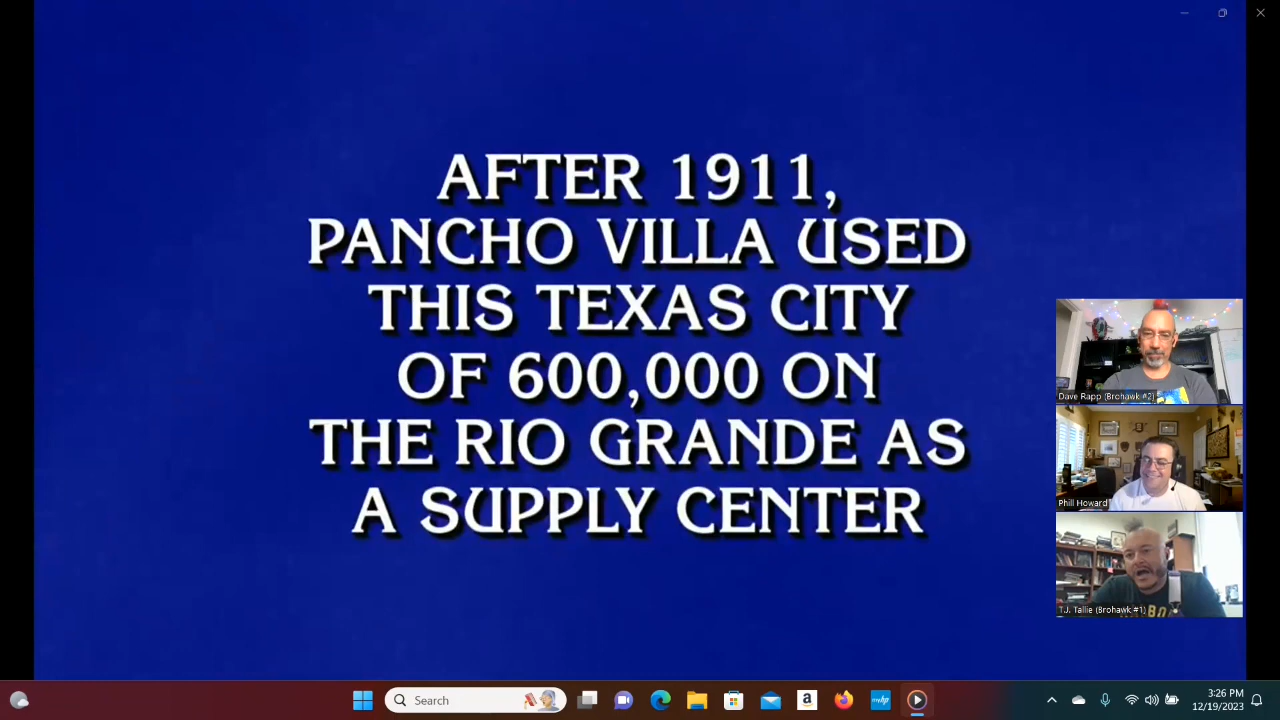 AFTER 1911,
PANCHO VILLA USED
THIS TEXAS CITY
OF 600,000 ON
THE RIO GRANDE AS
A SUPPLY CENTER
Dave Rapp (Brohawk #2)
Phill Howard
T.J. Tallie (Brohawk #1)
Search
a
myhp
3:26 PM
12/19/2023